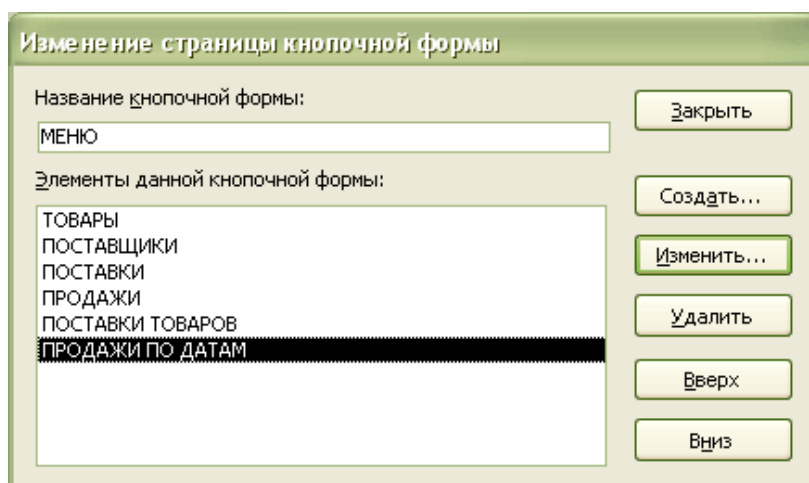 Изменение страницы кнопочной формы
Название кнопочной формы:
Закрыть
МЕНЮ
Элементы данной кнопочной формы:
Создать...
ТОВАРЫ
ПОСТАВЩИКИ
Изменить...
ПОСТАВКИ
ПРОДАЖИ
Удалить
ПОСТАВКИ ТОВАРОВ
ПРОДАЖИ ПО ДАТАМ
Вверх
Вниз